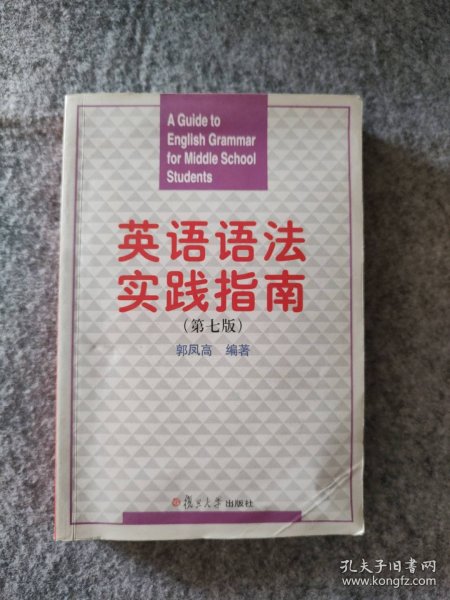 A Guide to
English Grammar
for Middle School
Students
英语语法
实践指南
(第七版)
郭凤高 编著
復旦大学出版社
孔夫子旧书网
www.kongfz.com